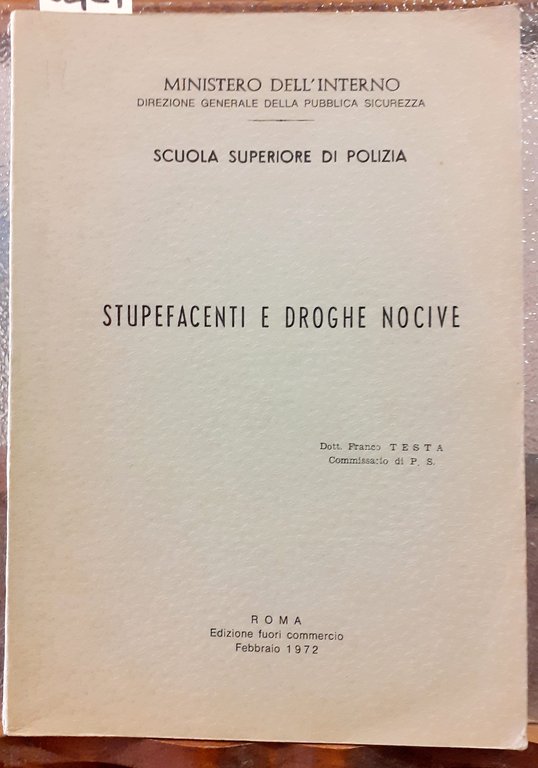 MINISTERO DELL'INTERNO
DIREZIONE GENERALE DELLA PUBBLICA SICUREZZA
SCUOLA SUPERIORE DI POLIZIA
STUPEFACENTI E DROGHE NOCIVE
Dott. Franco TESTA
Commissario di P. S.
ROMA
Edizione fuori commercio
Febbraio 1972